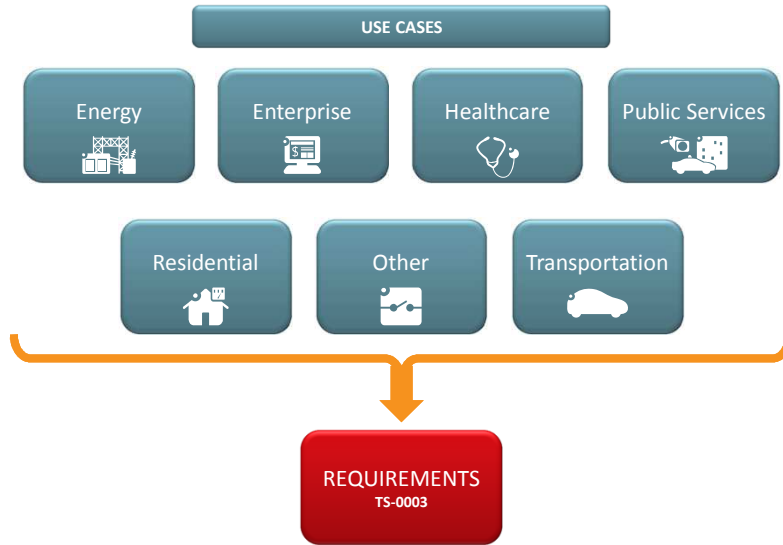 USE CASES
Energy
Enterprise
Healthcare
Public Services
$
Residential
Other
Transportation
REQUIREMENTS
TS-0003